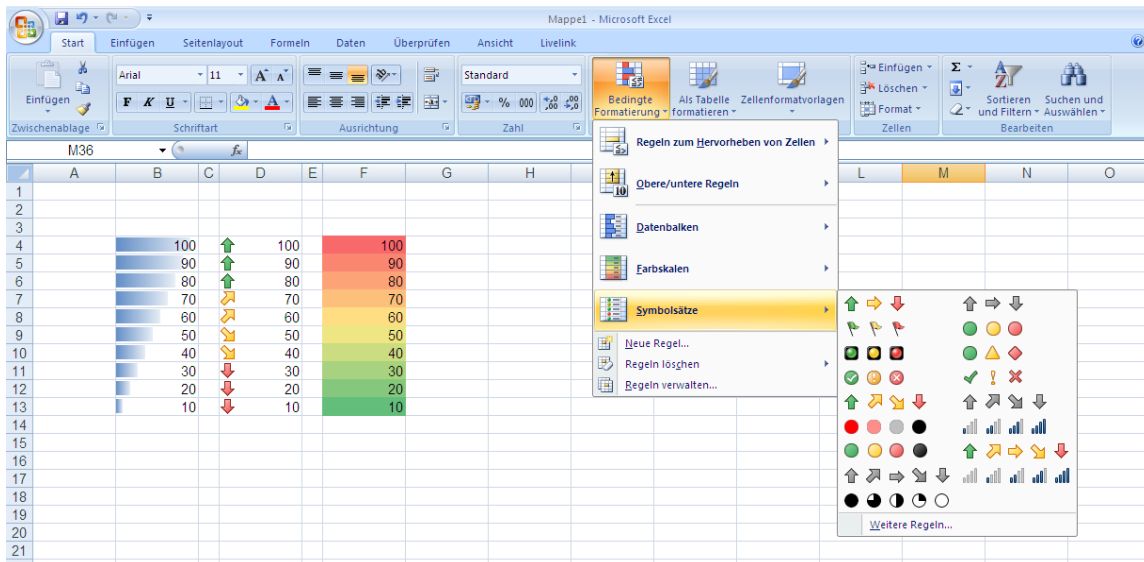 Mappe1 - Microsoft Excel
Start Einfügen Seitenlayout Formeln Daten Überprüfen Ansicht Livelink
Einfügen
Zwischenablage
Arial 11 A A
F K U A
Schriftart
Ausrichtung
Standard
% 000 ,00 ,00
Zahl
Bedingte Formatierung
Als Tabelle formatieren
Zellenformatvorlagen
Einfügen
Löschen
Format
Zellen
Σ
Sortieren und Filtern
Suchen und Auswählen
Bearbeiten
M36 fx
A B C D E F G H L M N O
1
2
3
4 100 100 100
5 90 90 90
6 80 80 80
7 70 70 70
8 60 60 60
9 50 50 50
10 40 40 40
11 30 30 30
12 20 20 20
13 10 10 10
14
15
16
17
18
19
20
21
Regeln zum Hervorheben von Zellen
10 Obere/untere Regeln
Datenbalken
Farbskalen
Symbolsätze
Neue Regel...
Regeln löschen
Regeln verwalten...
Weitere Regeln...